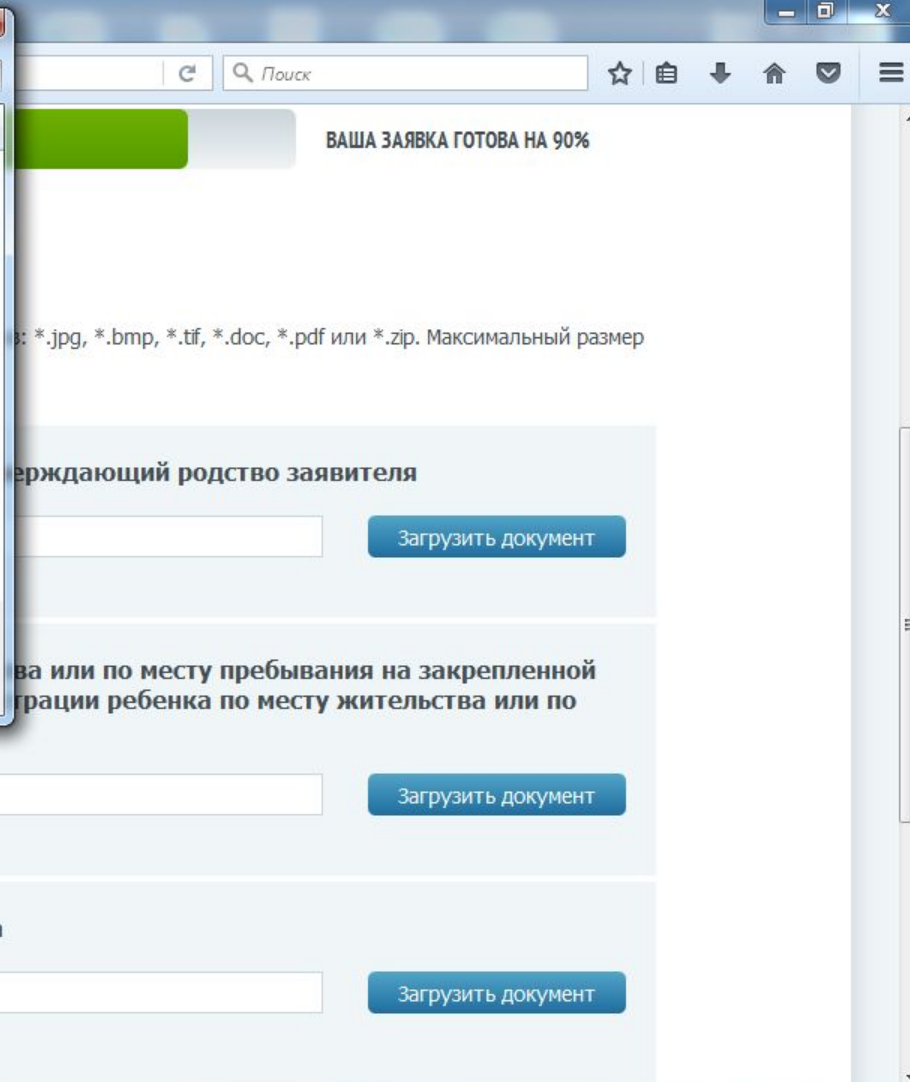 Поиск
ВАША ЗАЯВКА ГОТОВА НА 90%
: *.jpg, *.bmp, *.tif, *.doc, *.pdf или *.zip. Максимальный размер
ерждающий родство заявителя
Загрузить документ
ва или по месту пребывания на закрепленной
трации ребенка по месту жительства или по
Загрузить документ
Загрузить документ